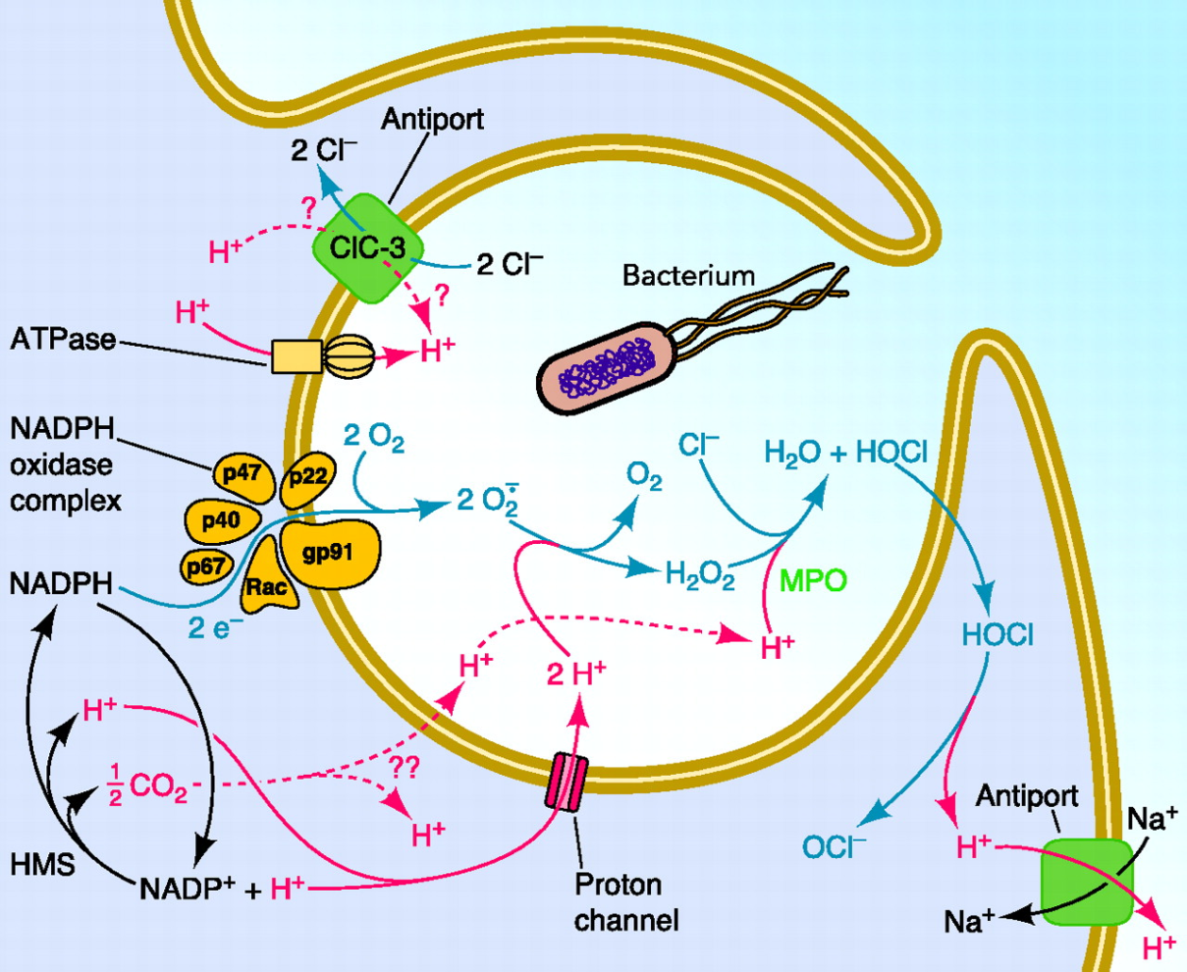 Antiport
2 Cl⁻
?
H⁺
ClC-3
2 Cl⁻
?
Bacterium
H⁺
ATPase
H⁺
NADPH
oxidase
complex
p47
p22
p40
p67
Rac
gp91
2 O₂
2 O₂⁻̇
O₂
Cl⁻
H₂O + HOCl
H₂O₂
MPO
NADPH
2 e⁻
HOCl
H⁺
2 H⁺
H⁺
H⁺
½ CO₂
??
H⁺
HMS
NADP⁺ + H⁺
Proton
channel
OCl⁻
H⁺
Antiport
Na⁺
Na⁺
H⁺